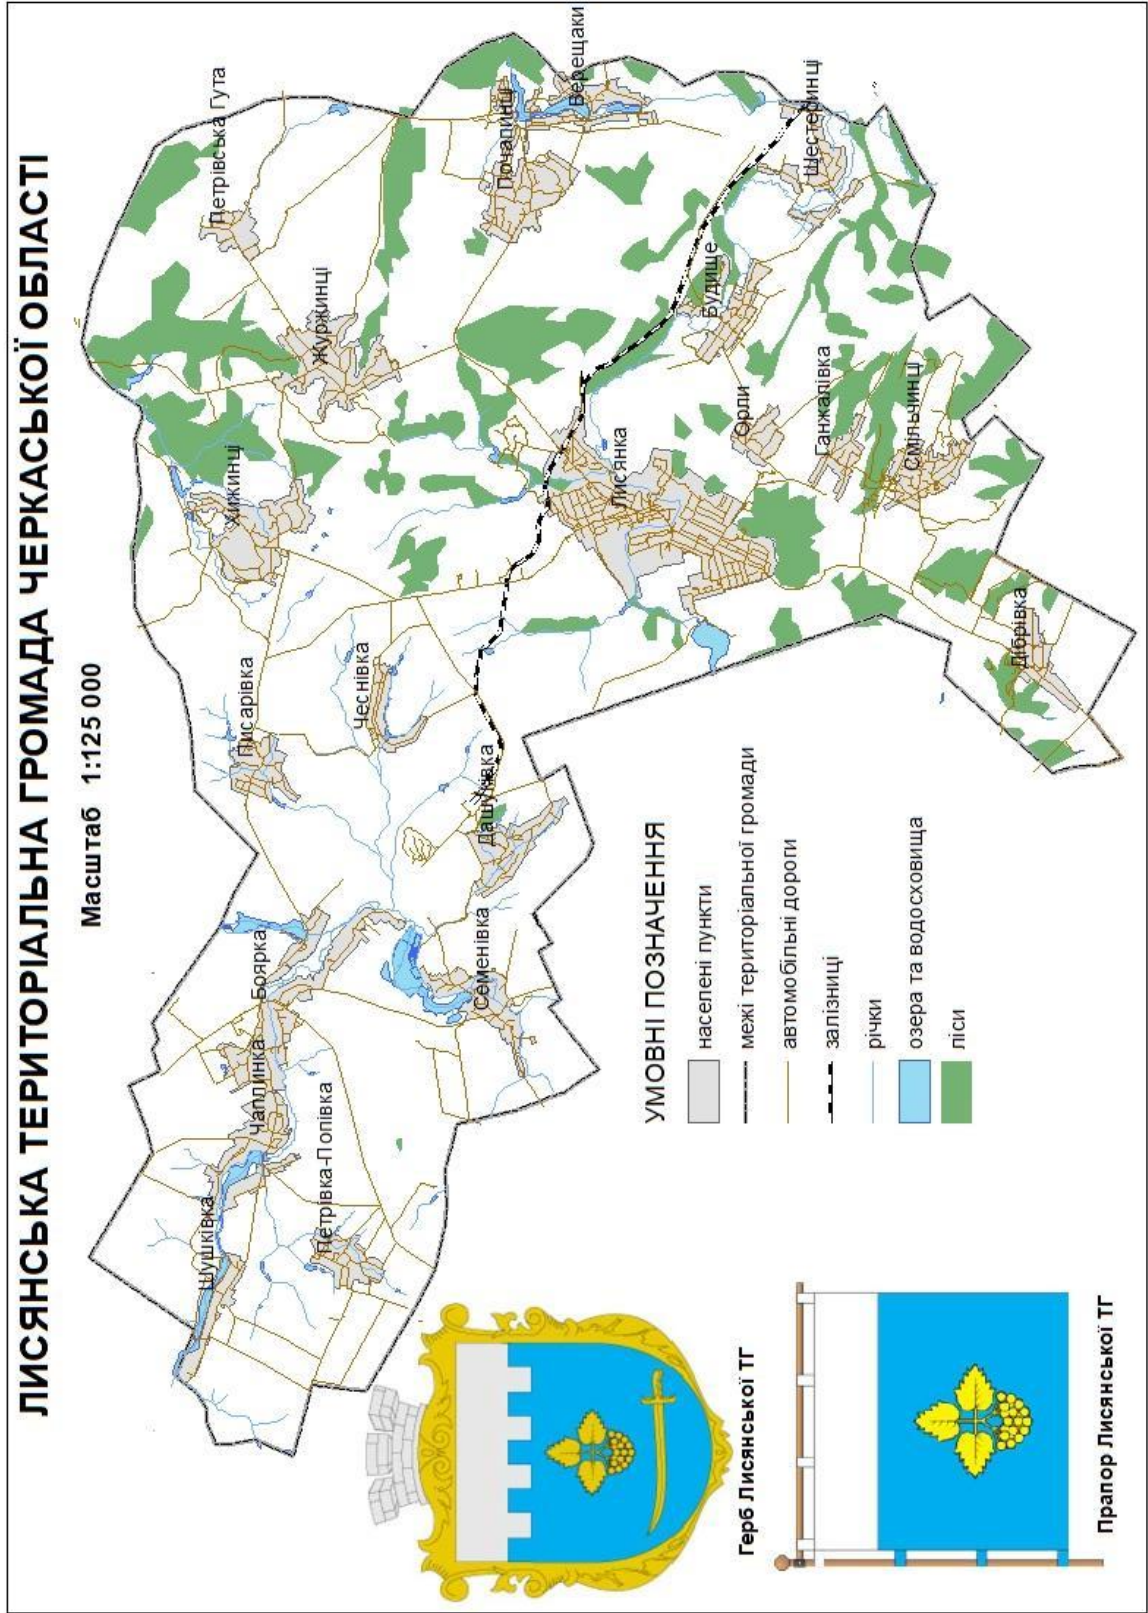 ЛИСЯНСЬКА ТЕРИТОРІАЛЬНА ГРОМАДА ЧЕРКАСЬКОЇ ОБЛАСТІ
Масштаб 1:125 000
Петрівська Гута
Журжинці
Хижинці
Писарівка
Чеснівка
Боярка
Чаплинка
Шушківка
Петрівка-Попівка
Семенівка
Дашуківка
Почапинці
Верещаки
Шестеринці
Будище
Лисянка
Орли
Ганжалівка
Смільчинці
Дібрівка
УМОВНІ ПОЗНАЧЕННЯ
населені пункти
межі територіальної громади
автомобільні дороги
залізниці
річки
озера та водосховища
ліси
Герб Лисянської ТГ
Прапор Лисянської ТГ